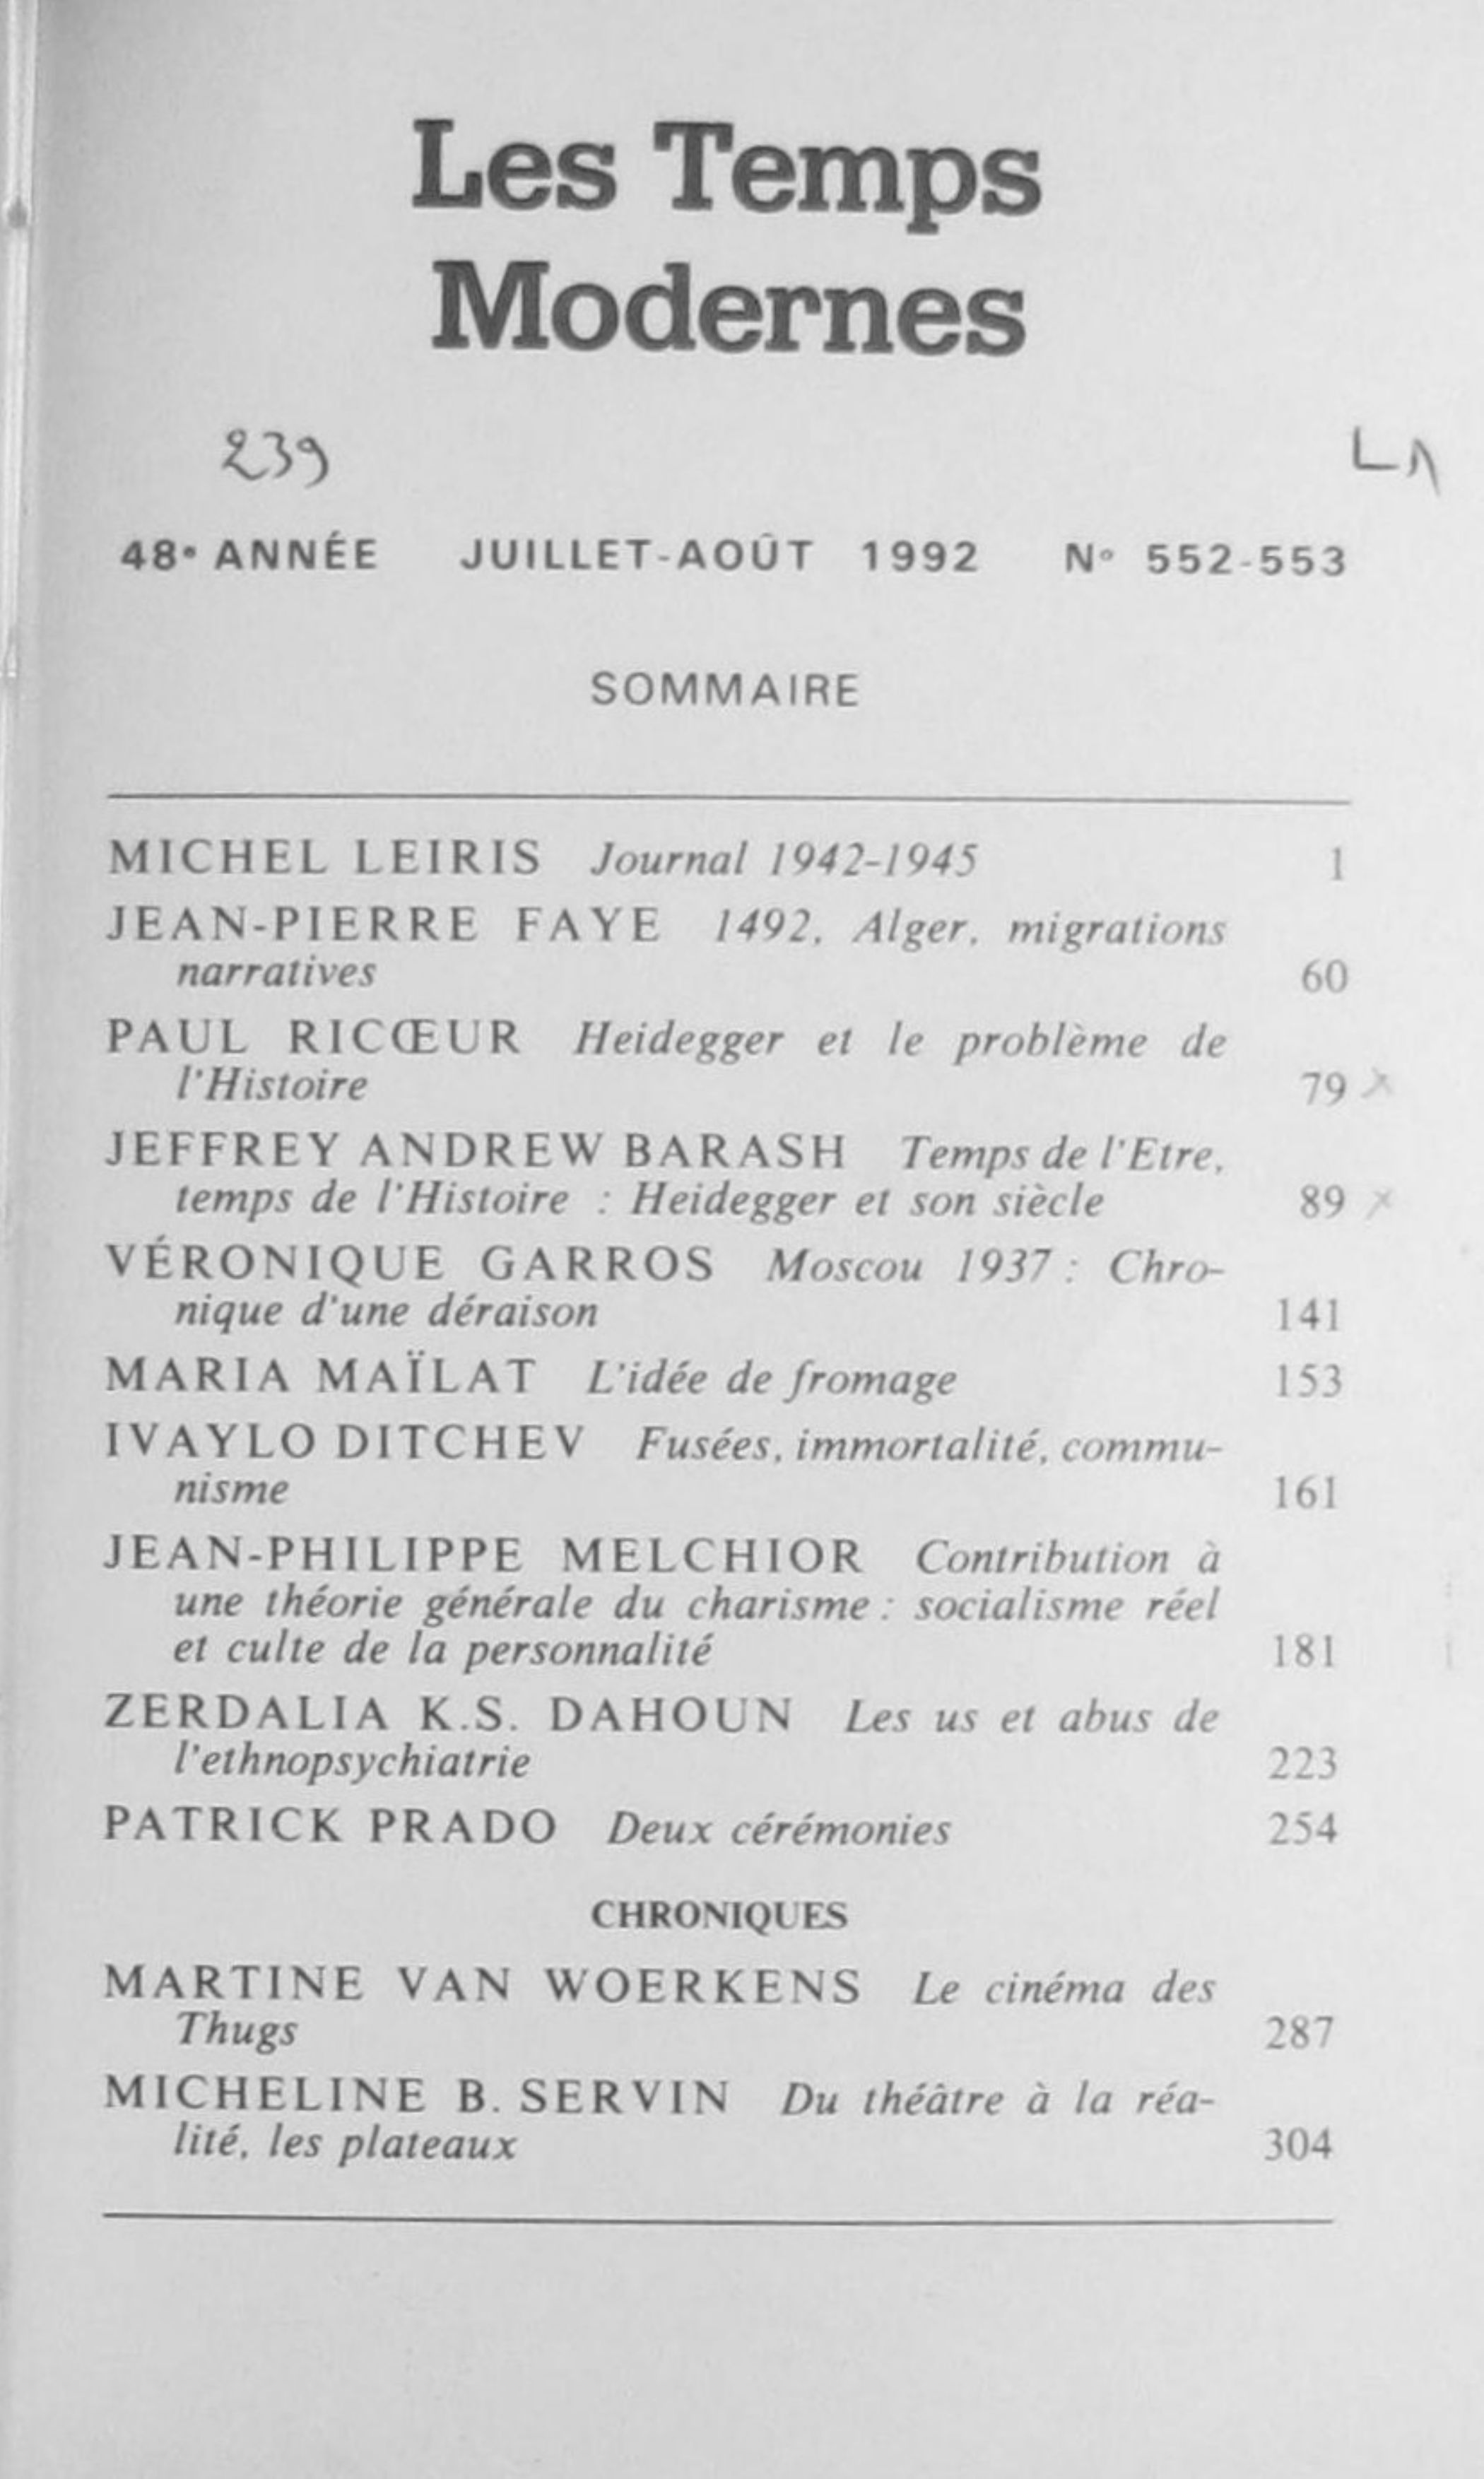 Les Temps
Modernes
239
48e ANNÉE JUILLET-AOÛT 1992 No 552-553
SOMMAIRE
MICHEL LEIRIS Journal 1942-1945 1
JEAN-PIERRE FAYE 1492, Alger, migrations
narratives 60
PAUL RICŒUR Heidegger et le problème de
l'Histoire 79 x
JEFFREY ANDREW BARASH Temps de l'Etre,
temps de l'Histoire : Heidegger et son siècle 89 x
VÉRONIQUE GARROS Moscou 1937 : Chro-
nique d'une déraison 141
MARIA MAÏLAT L'idée de fromage 153
IVAYLO DITCHEV Fusées, immortalité, commu-
nisme 161
JEAN-PHILIPPE MELCHIOR Contribution à
une théorie générale du charisme : socialisme réel
et culte de la personnalité 181
ZERDALIA K.S. DAHOUN Les us et abus de
l'ethnopsychiatrie 223
PATRICK PRADO Deux cérémonies 254
CHRONIQUES
MARTINE VAN WOERKENS Le cinéma des
Thugs 287
MICHELINE B. SERVIN Du théâtre à la réa-
lité, les plateaux 304